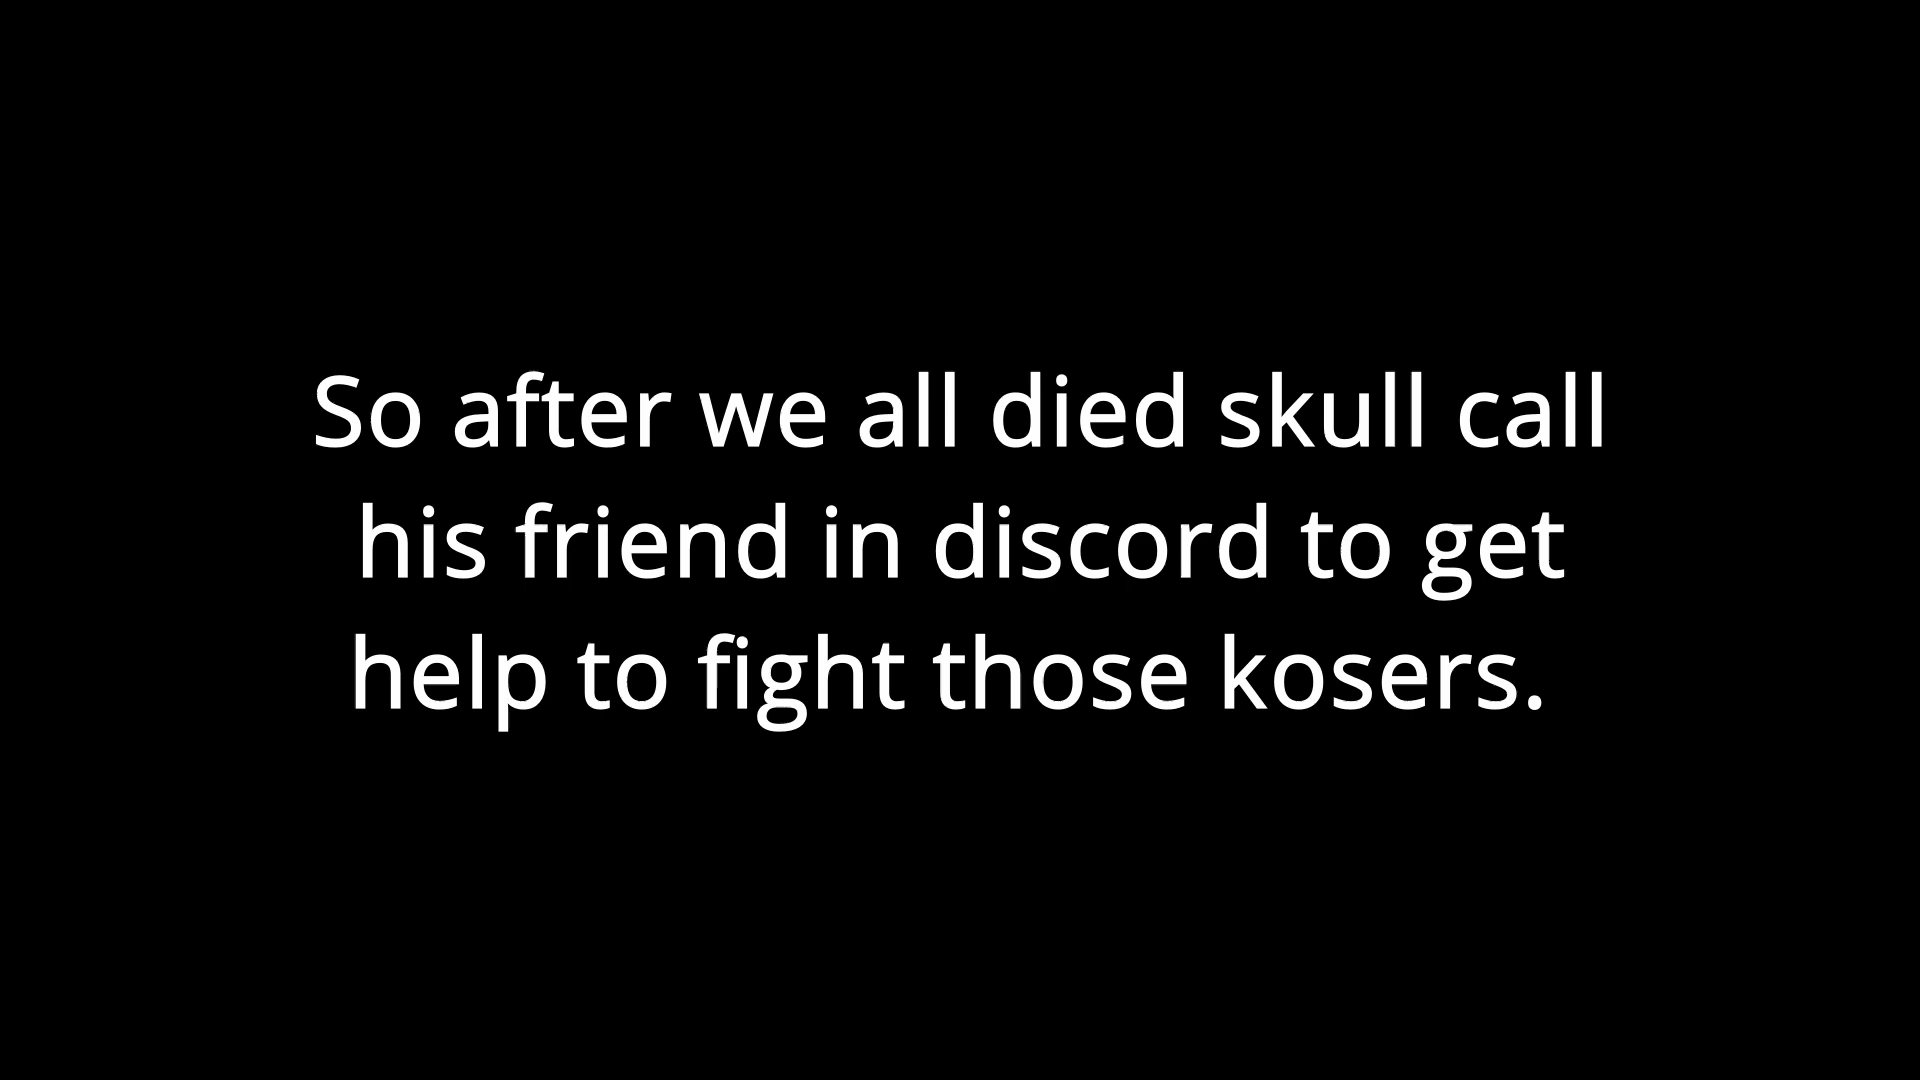 So after we all died skull call
his friend in discord to get
help to fight those kosers.